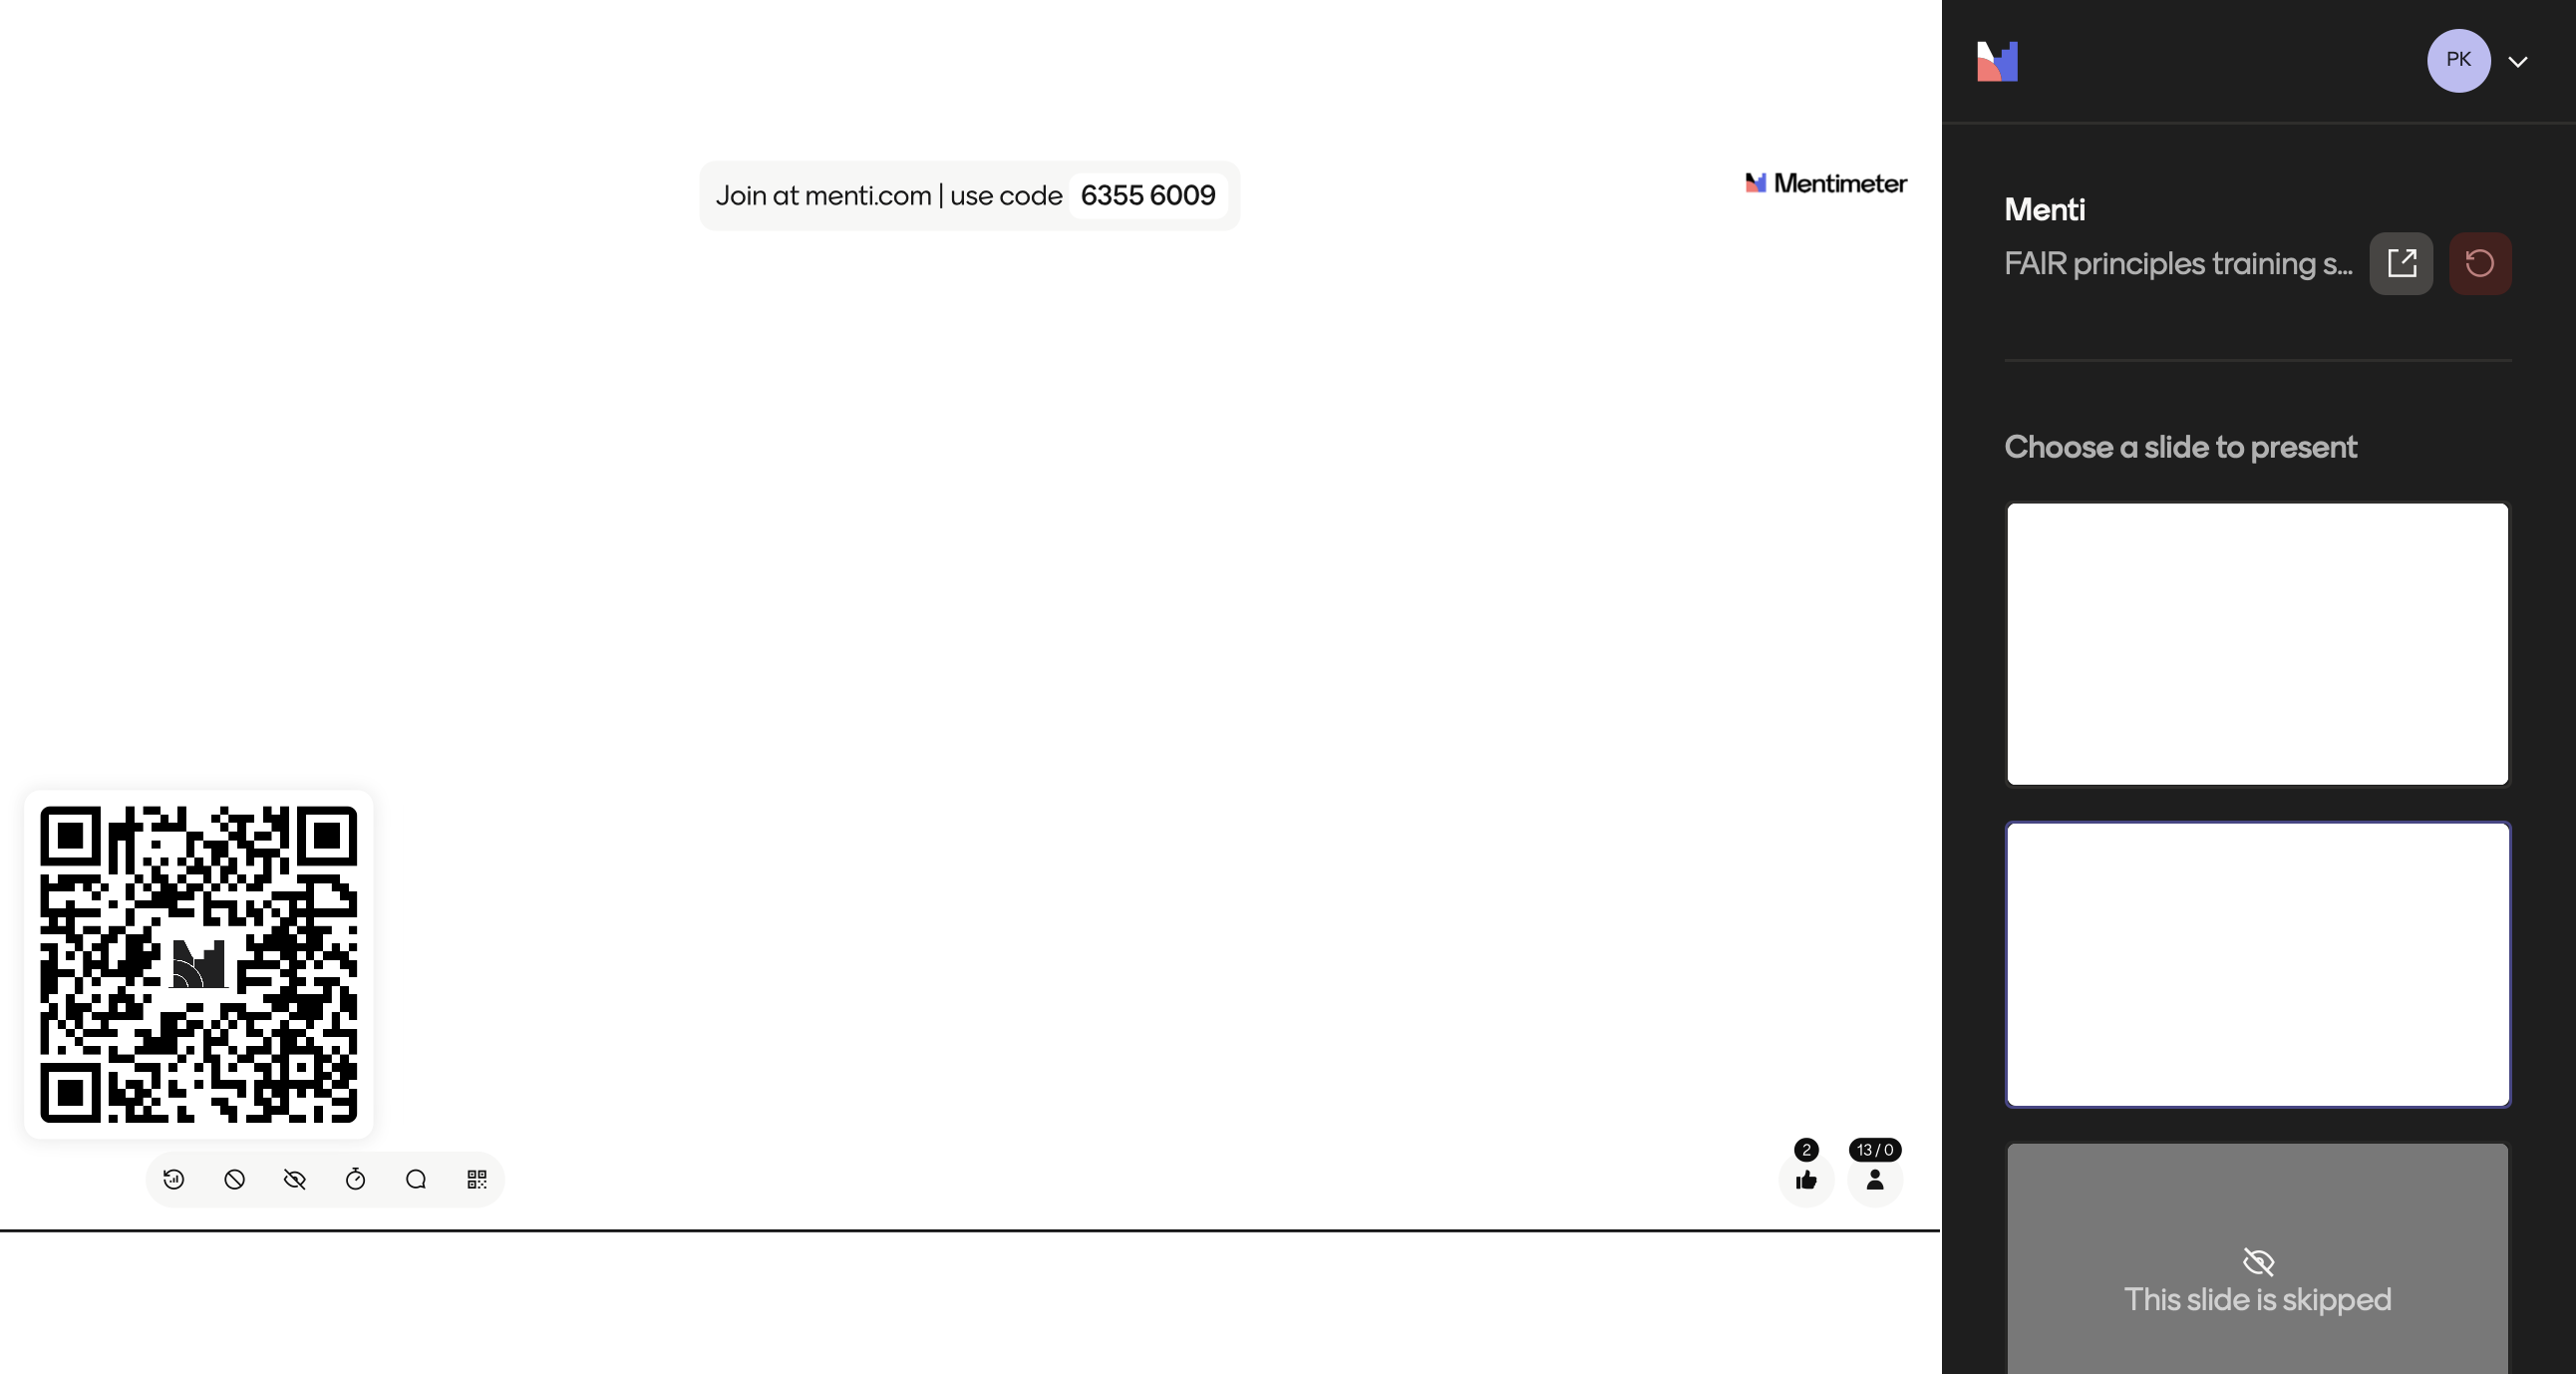 Join at menti.com | use code 6355 6009
Mentimeter
2
13 / 0
PK
Menti
FAIR principles training s...
Choose a slide to present
This slide is skipped